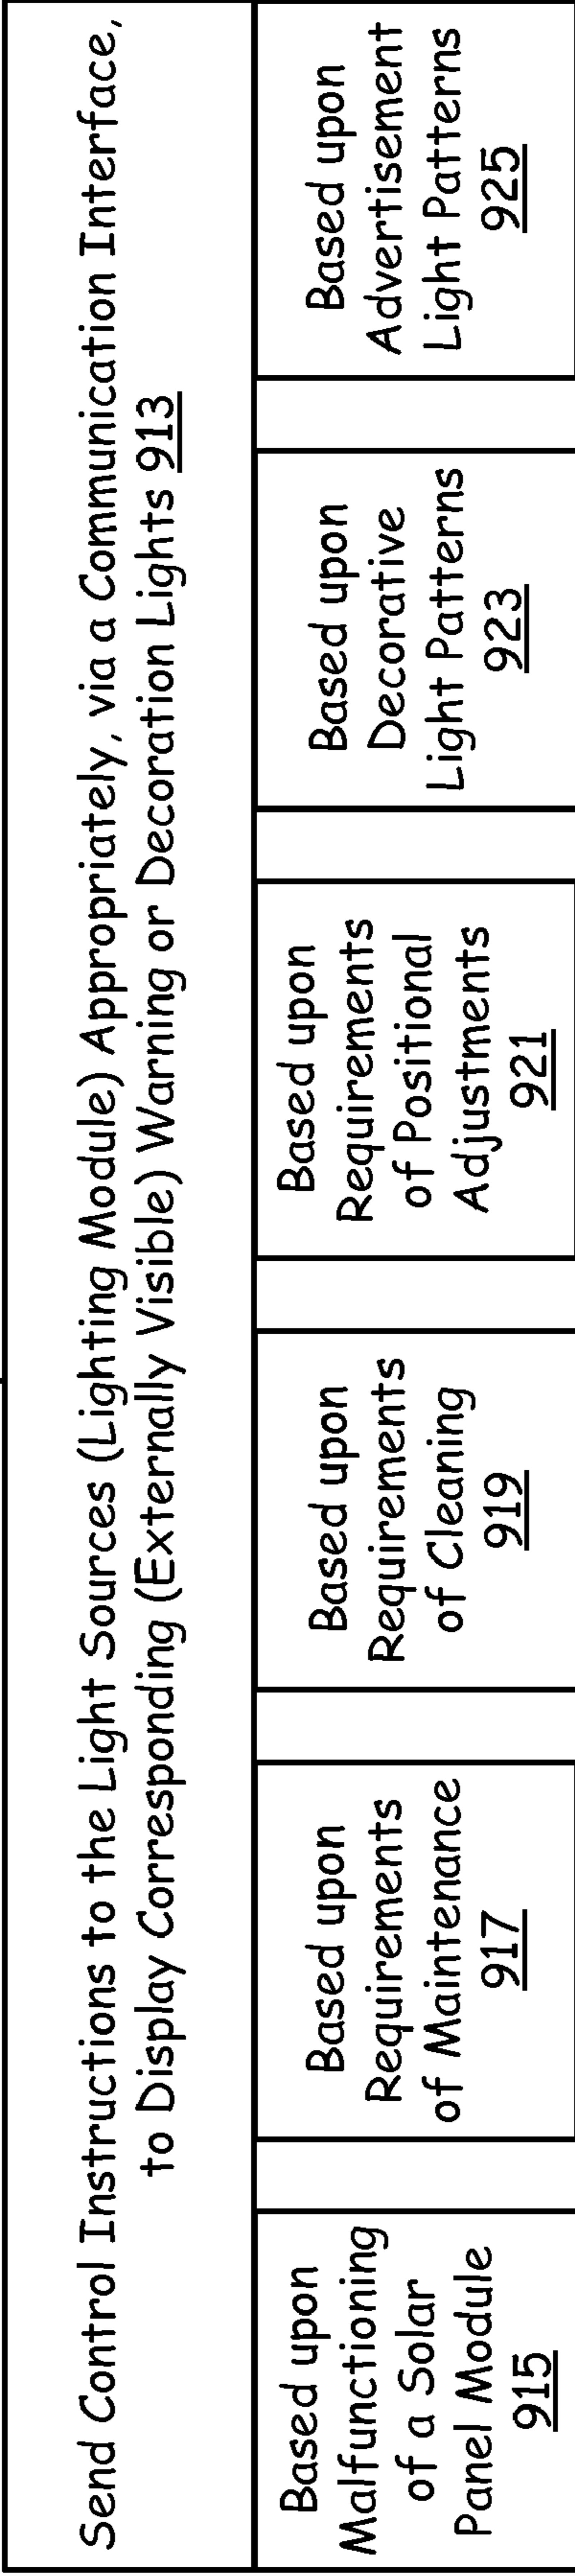 Send Control Instructions to the Light Sources (Lighting Module) Appropriately, via a Communication Interface,
to Display Corresponding (Externally Visible) Warning or Decoration Lights 913
Based upon
Malfunctioning
of a Solar
Panel Module
915
Based upon
Requirements
of Maintenance
917
Based upon
Requirements
of Cleaning
919
Based upon
Requirements
of Positional
Adjustments
921
Based upon
Decorative
Light Patterns
923
Based upon
Advertisement
Light Patterns
925